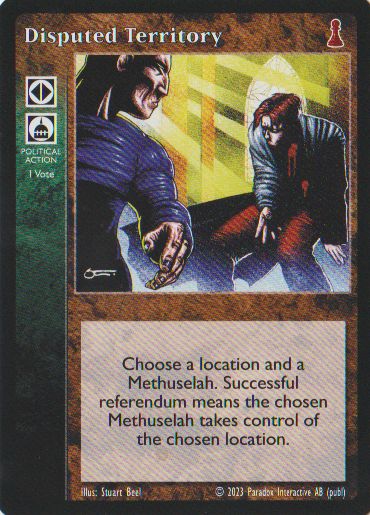 Disputed Territory
POLITICAL
ACTION
1 Vote
Choose a location and a
Methuselah. Successful
referendum means the chosen
Methuselah takes control of
the chosen location.
Illus: Stuart Beel
© 2023 Paradox Interactive AB (publ)